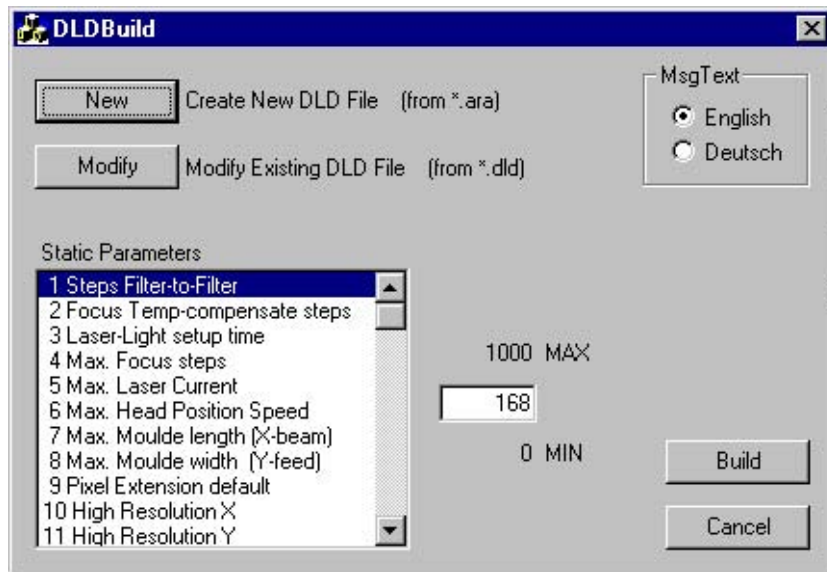 DLDBuild
New Create New DLD File (from *.ara)
MsgText
English
Deutsch
Modify Modify Existing DLD File (from *.dld)
Static Parameters
1 Steps Filter-to-Filter
2 Focus Temp-compensate steps
3 Laser-Light setup time
4 Max. Focus steps
5 Max. Laser Current
6 Max. Head Position Speed
7 Max. Moulde length (X-beam)
8 Max. Moulde width (Y-feed)
9 Pixel Extension default
10 High Resolution X
11 High Resolution Y
1000 MAX
168
0 MIN
Build
Cancel